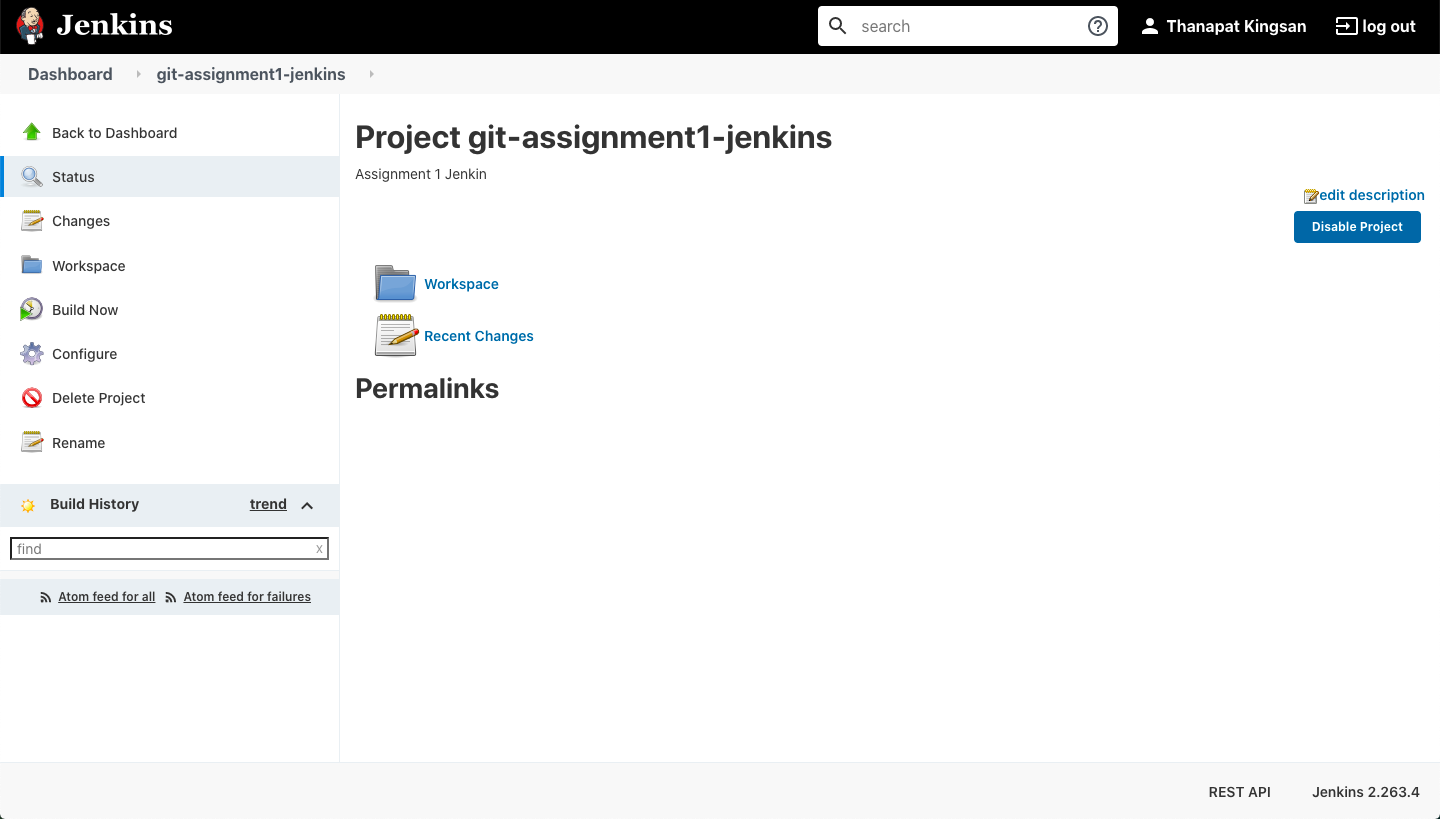 Jenkins
search
Thanapat Kingsan
log out
Dashboard
git-assignment1-jenkins
Back to Dashboard
Status
Changes
Workspace
Build Now
Configure
Delete Project
Rename
Build History
trend
find
x
Atom feed for all
Atom feed for failures
Project git-assignment1-jenkins
Assignment 1 Jenkin
edit description
Disable Project
Workspace
Recent Changes
Permalinks
REST API
Jenkins 2.263.4